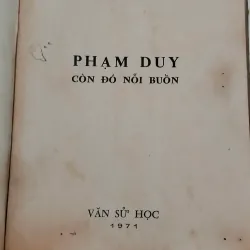 PHẠM DUY
CÒN ĐÓ NỖI BUỒN
VĂN SỬ HỌC
1971